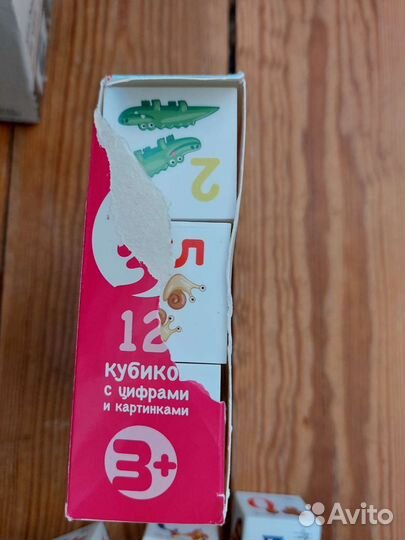 2
Л
12
кубико
с цифрами
и картинками
3+
Avito